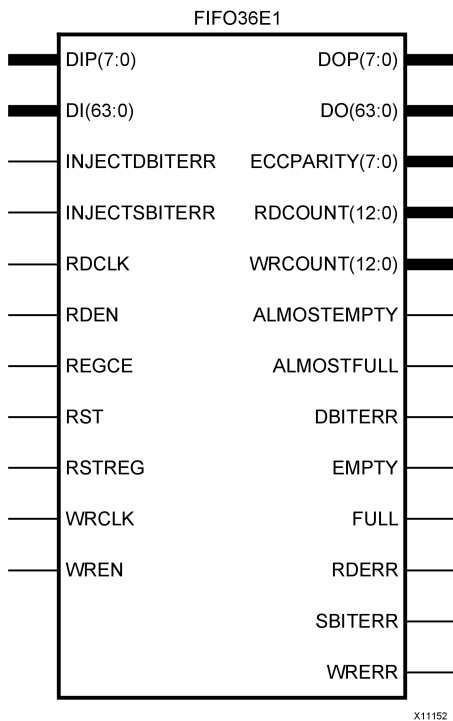 FIFO36E1
DIP(7:0) DOP(7:0)
DI(63:0) DO(63:0)
INJECTDBITERR ECCPARITY(7:0)
INJECTSBITERR RDCOUNT(12:0)
RDCLK WRCOUNT(12:0)
RDEN ALMOSTEMPTY
REGCE ALMOSTFULL
RST DBITERR
RSTREG EMPTY
WRCLK FULL
WREN RDERR
SBITERR
WRERR
X11152